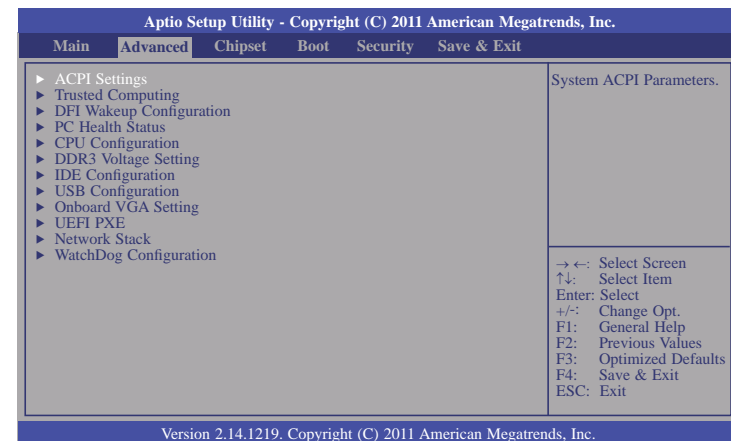 Aptio Setup Utility - Copyright (C) 2011 American Megatrends, Inc.
Main Advanced Chipset Boot Security Save & Exit
► ACPI Settings
► Trusted Computing
► DFI Wakeup Configuration
► PC Health Status
► CPU Configuration
► DDR3 Voltage Setting
► IDE Configuration
► USB Configuration
► Onboard VGA Setting
► UEFI PXE
► Network Stack
► WatchDog Configuration
System ACPI Parameters.
→←: Select Screen
↑↓: Select Item
Enter: Select
+/-: Change Opt.
F1: General Help
F2: Previous Values
F3: Optimized Defaults
F4: Save & Exit
ESC: Exit
Version 2.14.1219. Copyright (C) 2011 American Megatrends, Inc.